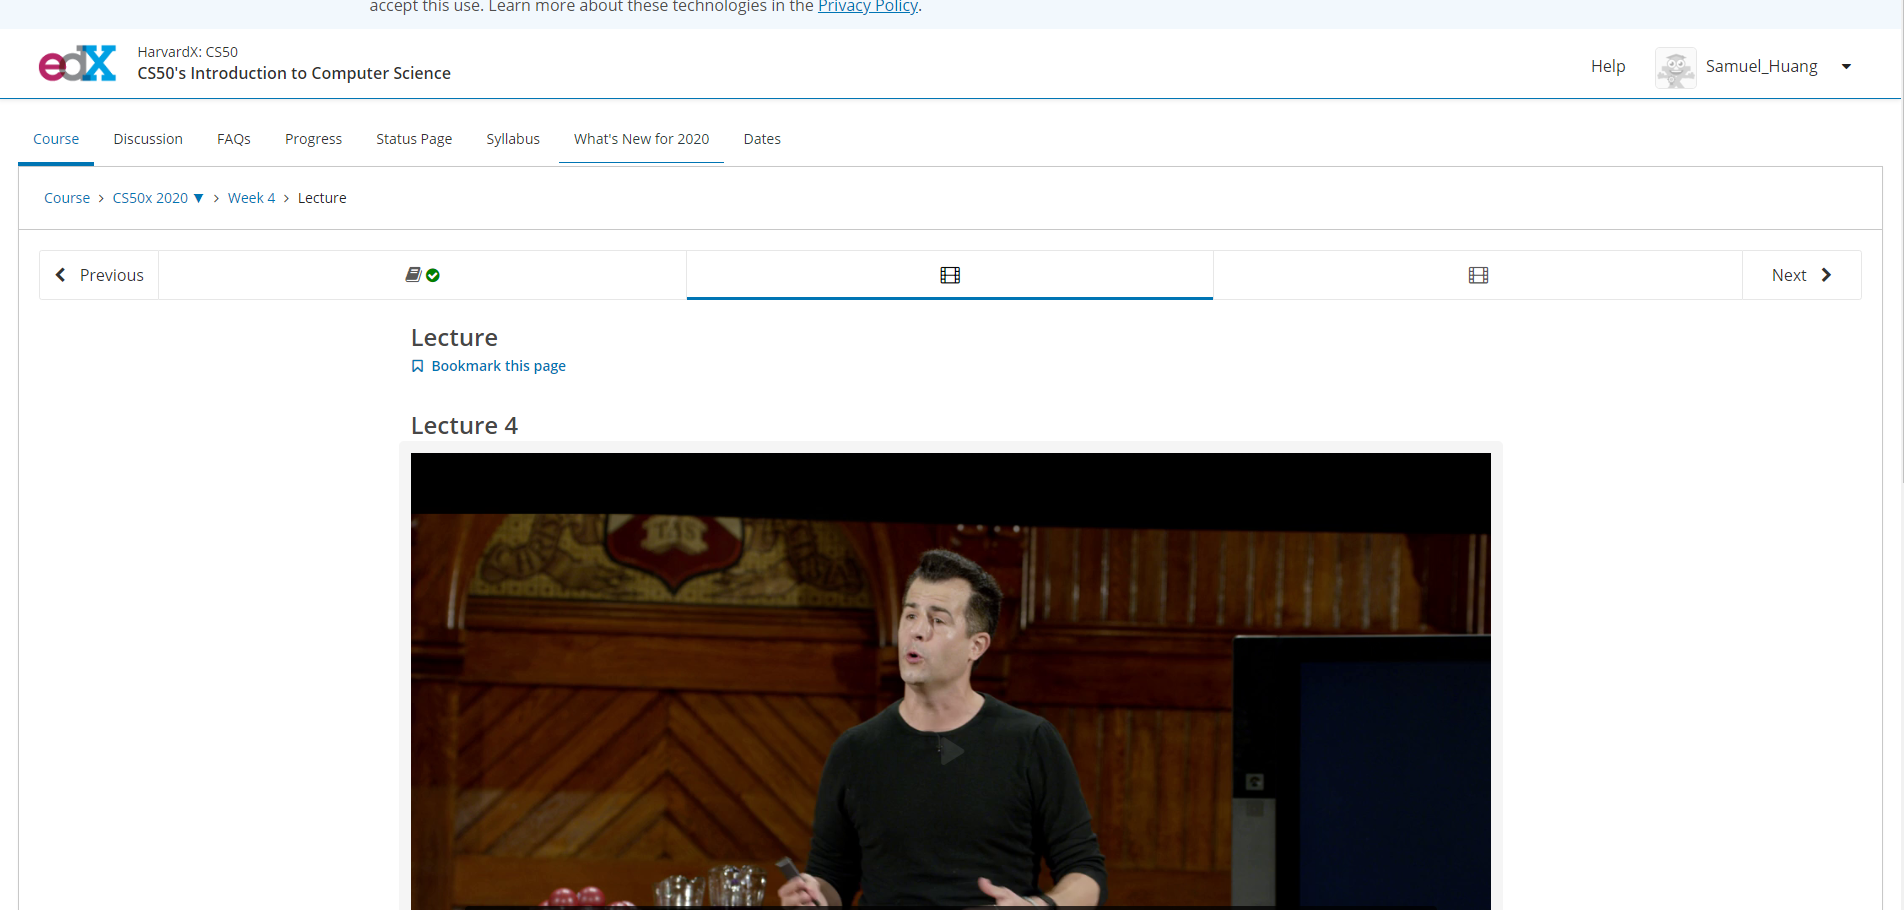 accept this use. Learn more about these technologies in the Privacy Policy.
edX
HarvardX: CS50
CS50's Introduction to Computer Science
Help
Samuel_Huang
Course
Discussion
FAQs
Progress
Status Page
Syllabus
What's New for 2020
Dates
Course > CS50x 2020 ▼ > Week 4 > Lecture
Previous
Next
Lecture
Bookmark this page
Lecture 4